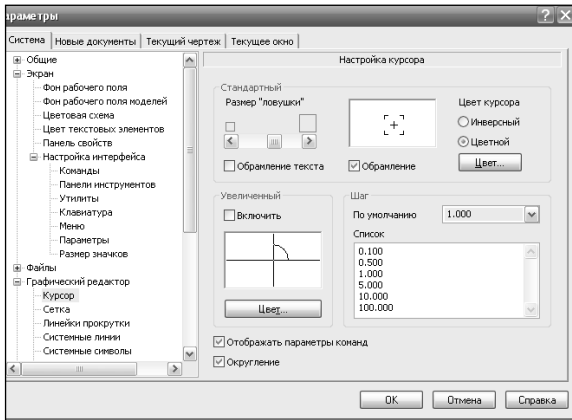 араметры
Система
Новые документы
Текущий чертеж
Текущее окно
Общие
Экран
Фон рабочего поля
Фон рабочего поля моделей
Цветовая схема
Цвет текстовых элементов
Панель свойств
Настройка интерфейса
Команды
Панели инструментов
Утилиты
Клавиатура
Меню
Параметры
Размер значков
Файлы
Графический редактор
Курсор
Сетка
Линейки прокрутки
Системные линии
Системные символы
Настройка курсора
Стандартный
Размер "ловушки"
Обрамление текста
Обрамление
Цвет курсора
Инверсный
Цветной
Цвет...
Увеличенный
Включить
Цвет...
Шаг
По умолчанию
1.000
Список
0.100
0.500
1.000
5.000
10.000
100.000
Отображать параметры команд
Округление
OK
Отмена
Справка